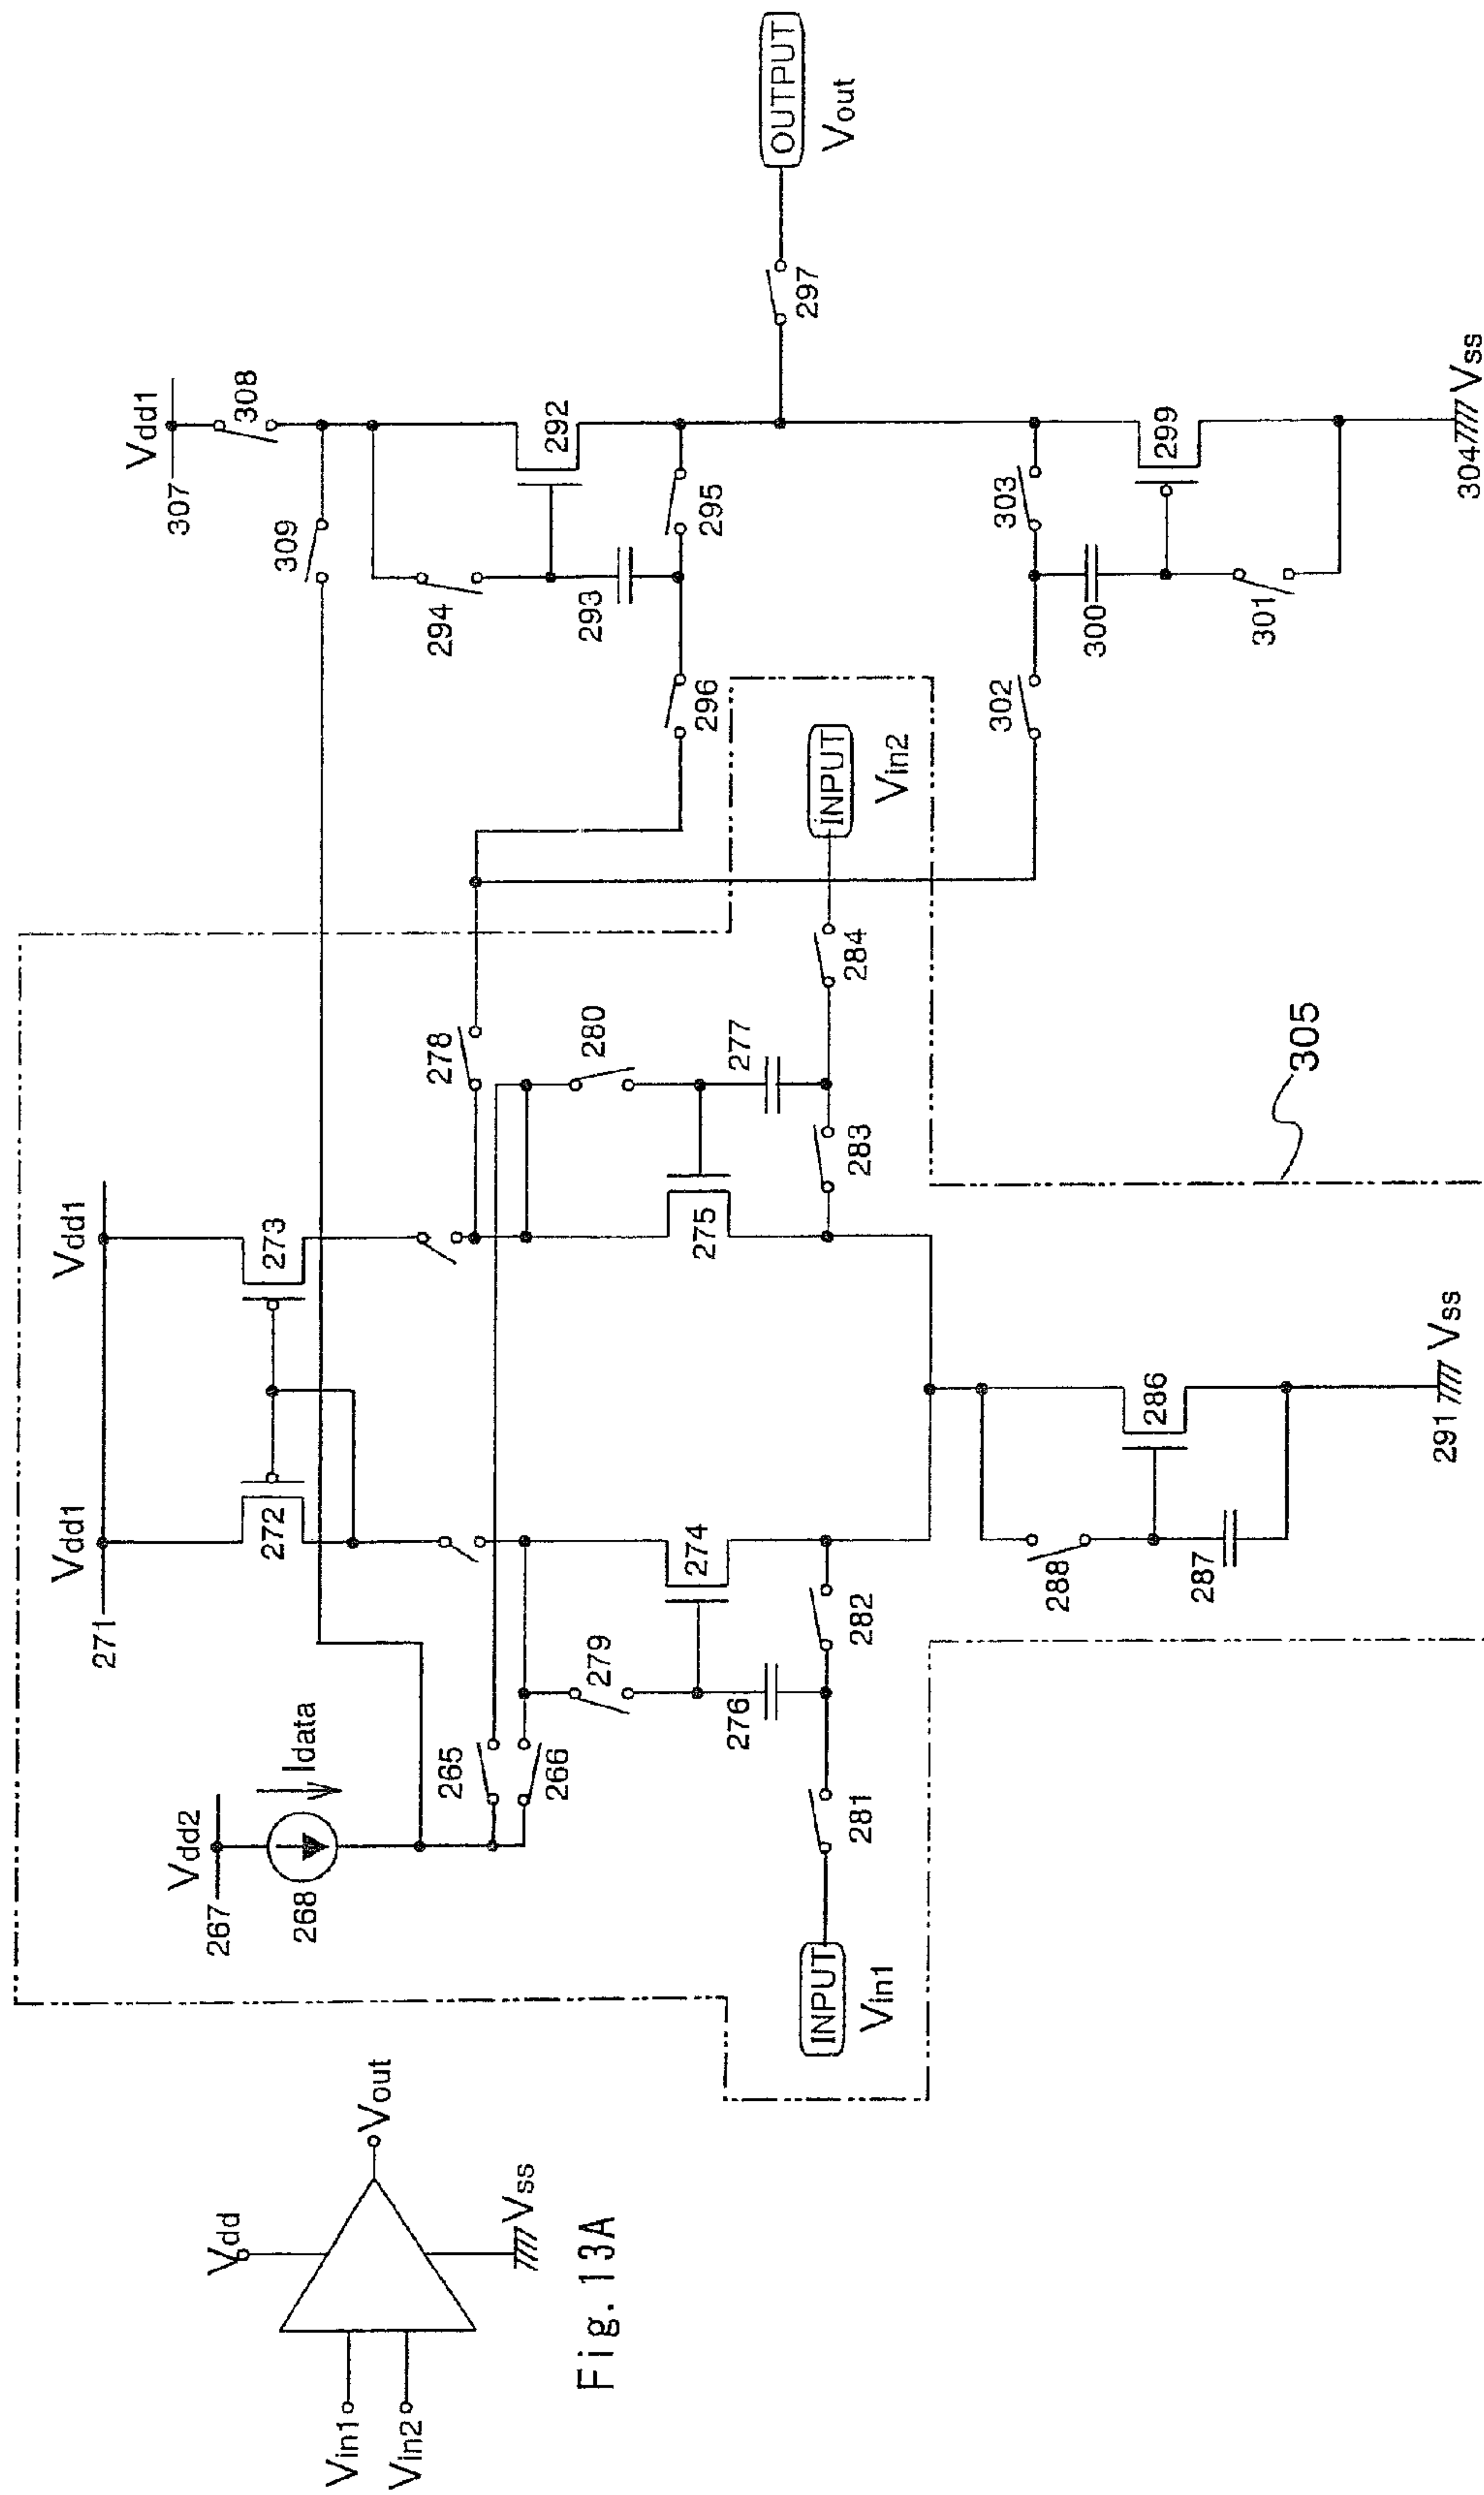 Vdd
Vin1
Vin2
Vout
Vss
Fig. 13A
Vdd2
267
268
Idata
Vdd1
Vdd1
271
272
273
265
266
279
276
274
281
282
INPUT
Vin1
278
280
277
275
283
284
INPUT
Vin2
288
287
286
291
Vss
305
Vdd1
307
308
309
294
292
293
295
296
297
OUTPUT
Vout
302
303
300
299
301
304
Vss